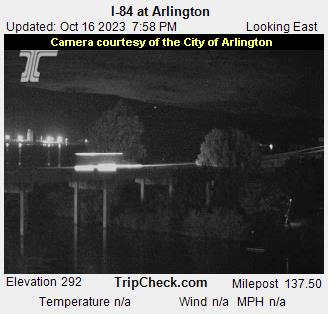 I-84 at Arlington
Updated: Oct 16 2023 7:58 PM Looking East
Camera courtesy of the City of Arlington
Elevation 292 TripCheck.com Milepost 137.50
Temperature n/a Wind n/a MPH n/a